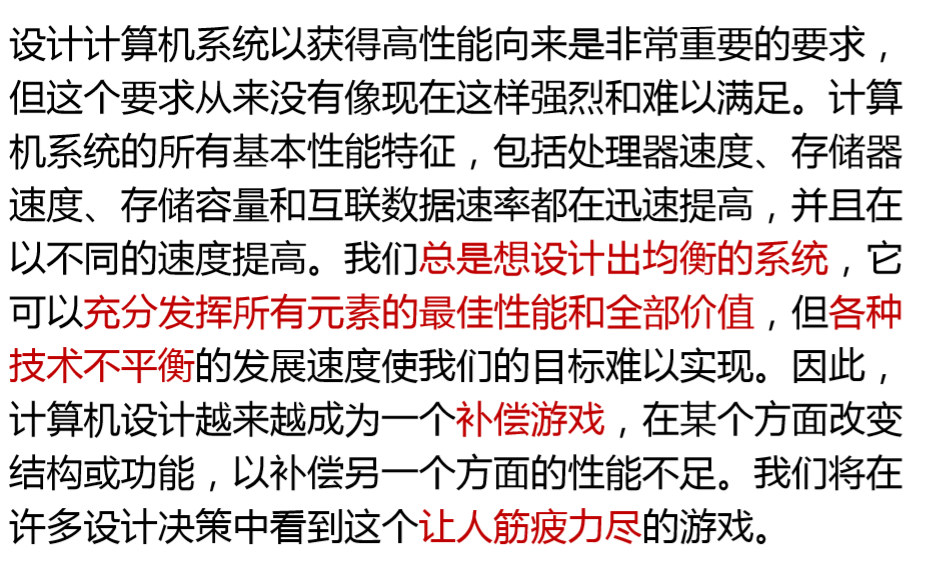 设计计算机系统以获得高性能向来是非常重要的要求，
但这个要求从来没有像现在这样强烈和难以满足。计算
机系统的所有基本性能特征，包括处理器速度、存储器
速度、存储容量和互联数据速率都在迅速提高，并且在
以不同的速度提高。我们总是想设计出均衡的系统，它
可以充分发挥所有元素的最佳性能和全部价值，但各种
技术不平衡的发展速度使我们的目标难以实现。因此，
计算机设计越来越成为一个补偿游戏，在某个方面改变
结构或功能，以补偿另一个方面的性能不足。我们将在
许多设计决策中看到这个让人筋疲力尽的游戏。